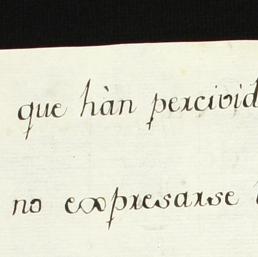 que hàn percivid
no expresarse